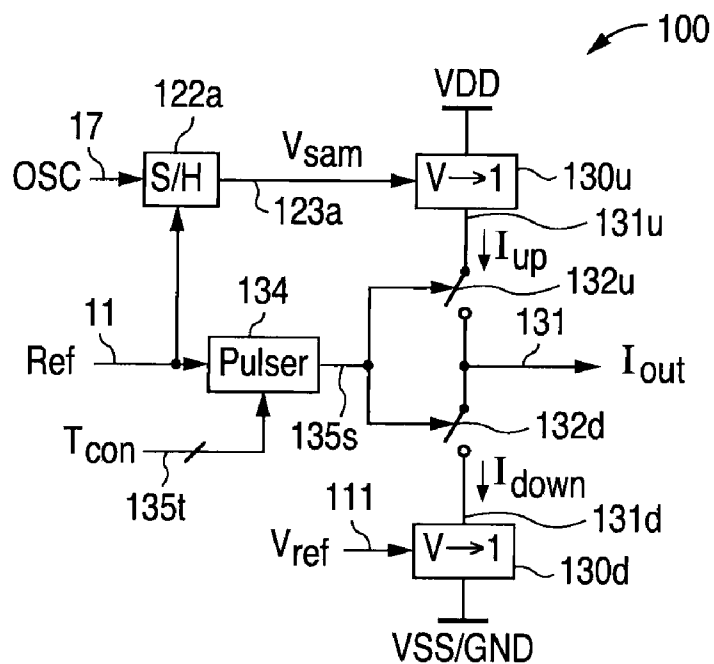 100
VDD
122a
17
OSC
S/H
Vsam
V→1
130u
123a
131u
Iup
132u
134
11
Ref
Pulser
131
Iout
135s
132d
Tcon
135t
Idown
111
131d
Vref
V→1
130d
VSS/GND